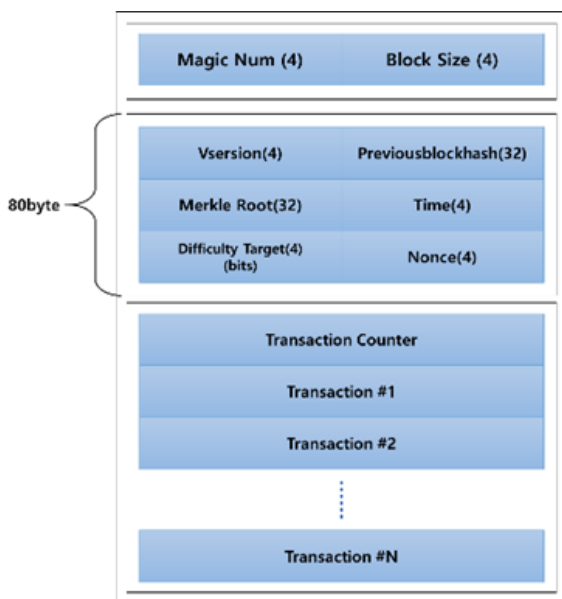 Magic Num (4)
Block Size (4)
80byte
Vsersion(4)
Previousblockhash(32)
Merkle Root(32)
Time(4)
Difficulty Target(4)
(bits)
Nonce(4)
Transaction Counter
Transaction #1
Transaction #2
Transaction #N